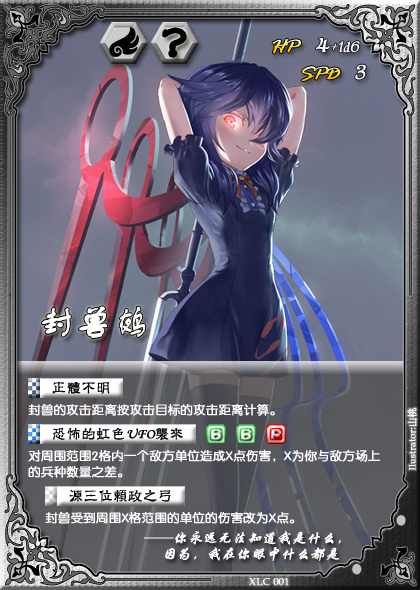 ?
HP 4+1d6
SPD 3
封兽鵺
正體不明
封兽的攻击距离按攻击目标的攻击距离计算。
恐怖的虹色UFO襲來 B B P
对周围范围2格内一个敌方单位造成X点伤害，X为你与敌方场上
的兵种数量之差。
源三位賴政之弓
封兽受到周围X格范围的单位的伤害改为X点。
——你永远无法知道我是什么，
因为，我在你眼中什么都是
Illustrator:山桃
XLC 001